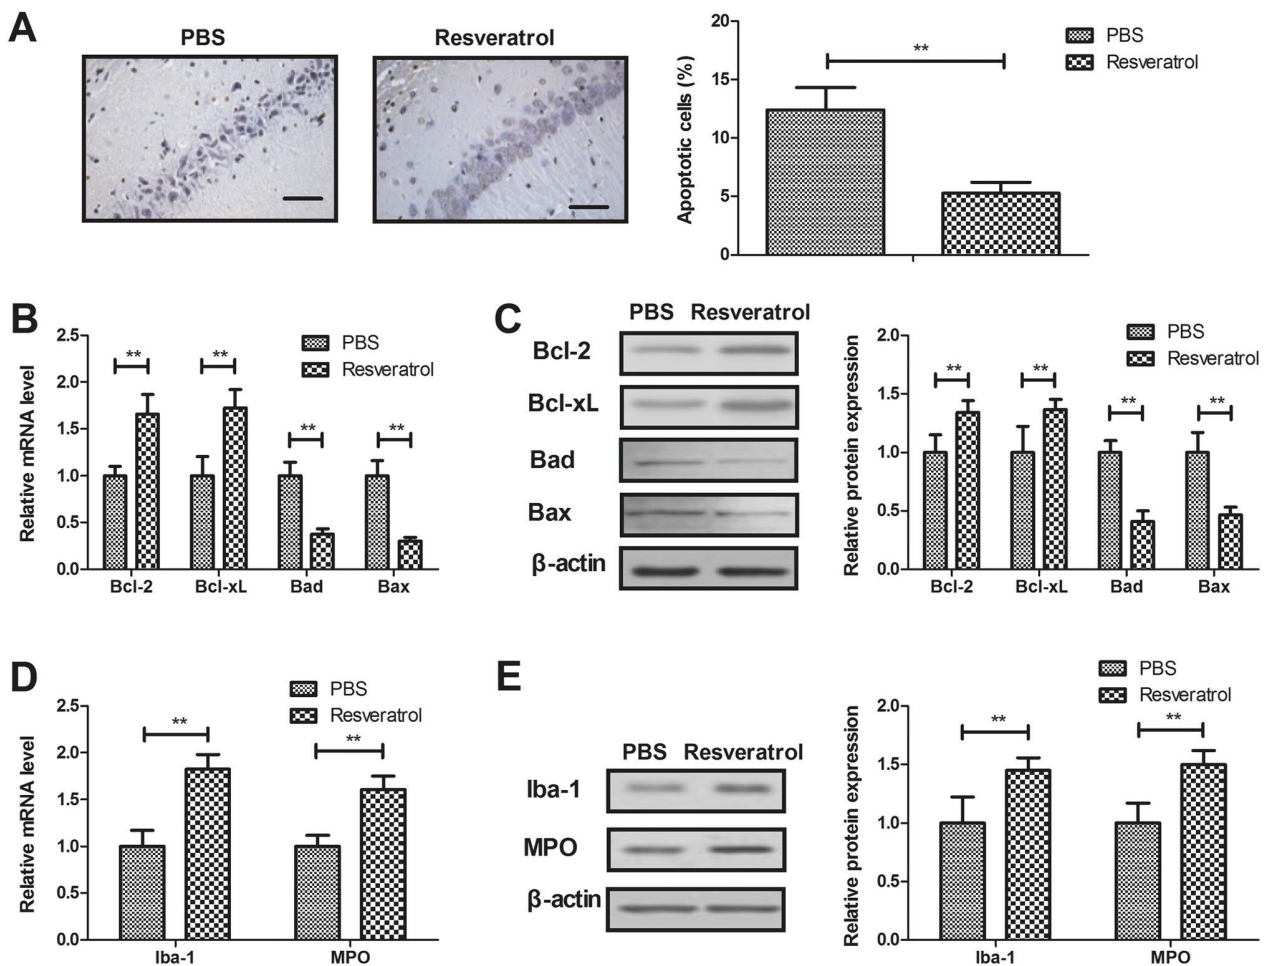 A
PBS
Resveratrol
20
15
10
5
0
Apoptotic cells (%)
**
PBS
Resveratrol
B
2.5
2.0
1.5
1.0
0.5
0.0
Relative mRNA level
PBS
Resveratrol
**
**
**
**
Bcl-2
Bcl-xL
Bad
Bax
C
PBS
Resveratrol
Bcl-2
Bcl-xL
Bad
Bax
β-actin
2.0
1.5
1.0
0.5
0.0
Relative protein expression
PBS
Resveratrol
**
**
**
**
Bcl-2
Bcl-xL
Bad
Bax
D
2.5
2.0
1.5
1.0
0.5
0.0
Relative mRNA level
PBS
Resveratrol
**
**
Iba-1
MPO
E
PBS
Resveratrol
Iba-1
MPO
β-actin
2.0
1.5
1.0
0.5
0.0
Relative protein expression
PBS
Resveratrol
**
**
Iba-1
MPO